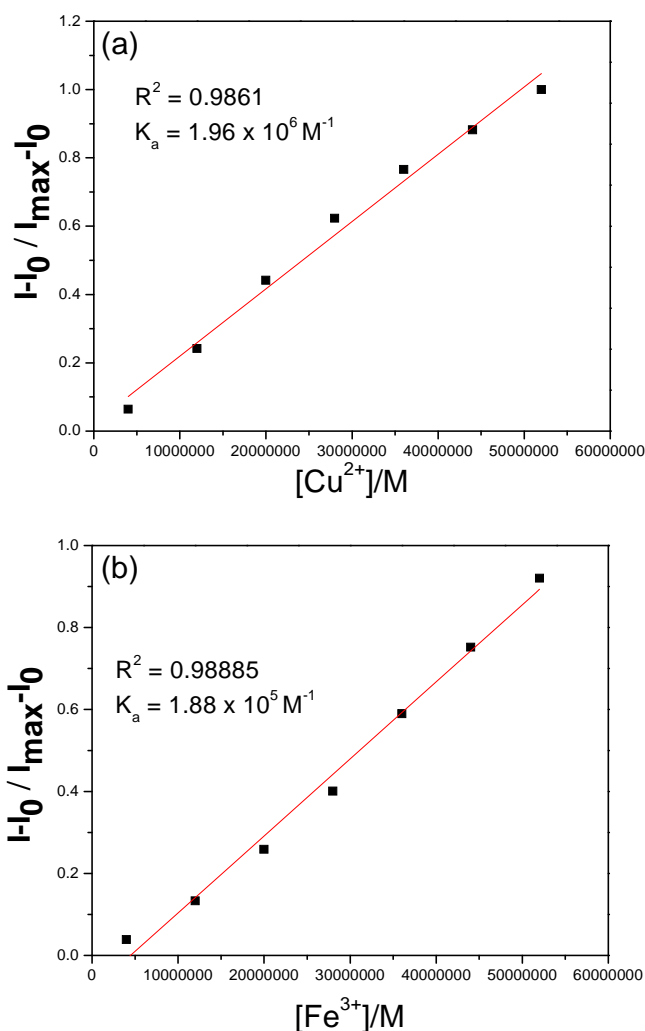 (a)
R² = 0.9861
Kₐ = 1.96 x 10⁶ M⁻¹
I-I₀ / Iₘₐₓ-I₀
1.2
1.0
0.8
0.6
0.4
0.2
0.0
0 10000000 20000000 30000000 40000000 50000000 60000000
[Cu²⁺]/M
(b)
R² = 0.98885
Kₐ = 1.88 x 10⁵ M⁻¹
I-I₀ / Iₘₐₓ-I₀
1.0
0.8
0.6
0.4
0.2
0.0
0 10000000 20000000 30000000 40000000 50000000 60000000
[Fe³⁺]/M